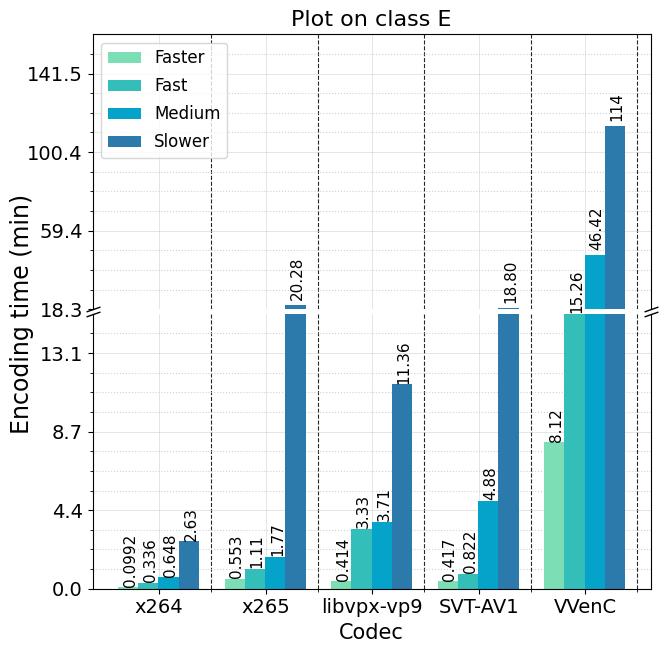 Plot on class E
Faster
Fast
Medium
Slower
Encoding time (min)
141.5
100.4
59.4
18.3
13.1
8.7
4.4
0.0
0.0992
0.336
0.648
2.63
0.553
1.11
1.77
20.28
0.414
3.33
3.71
11.36
0.417
0.822
4.88
18.80
8.12
15.26
46.42
114
x264
x265
libvpx-vp9
SVT-AV1
VVenC
Codec